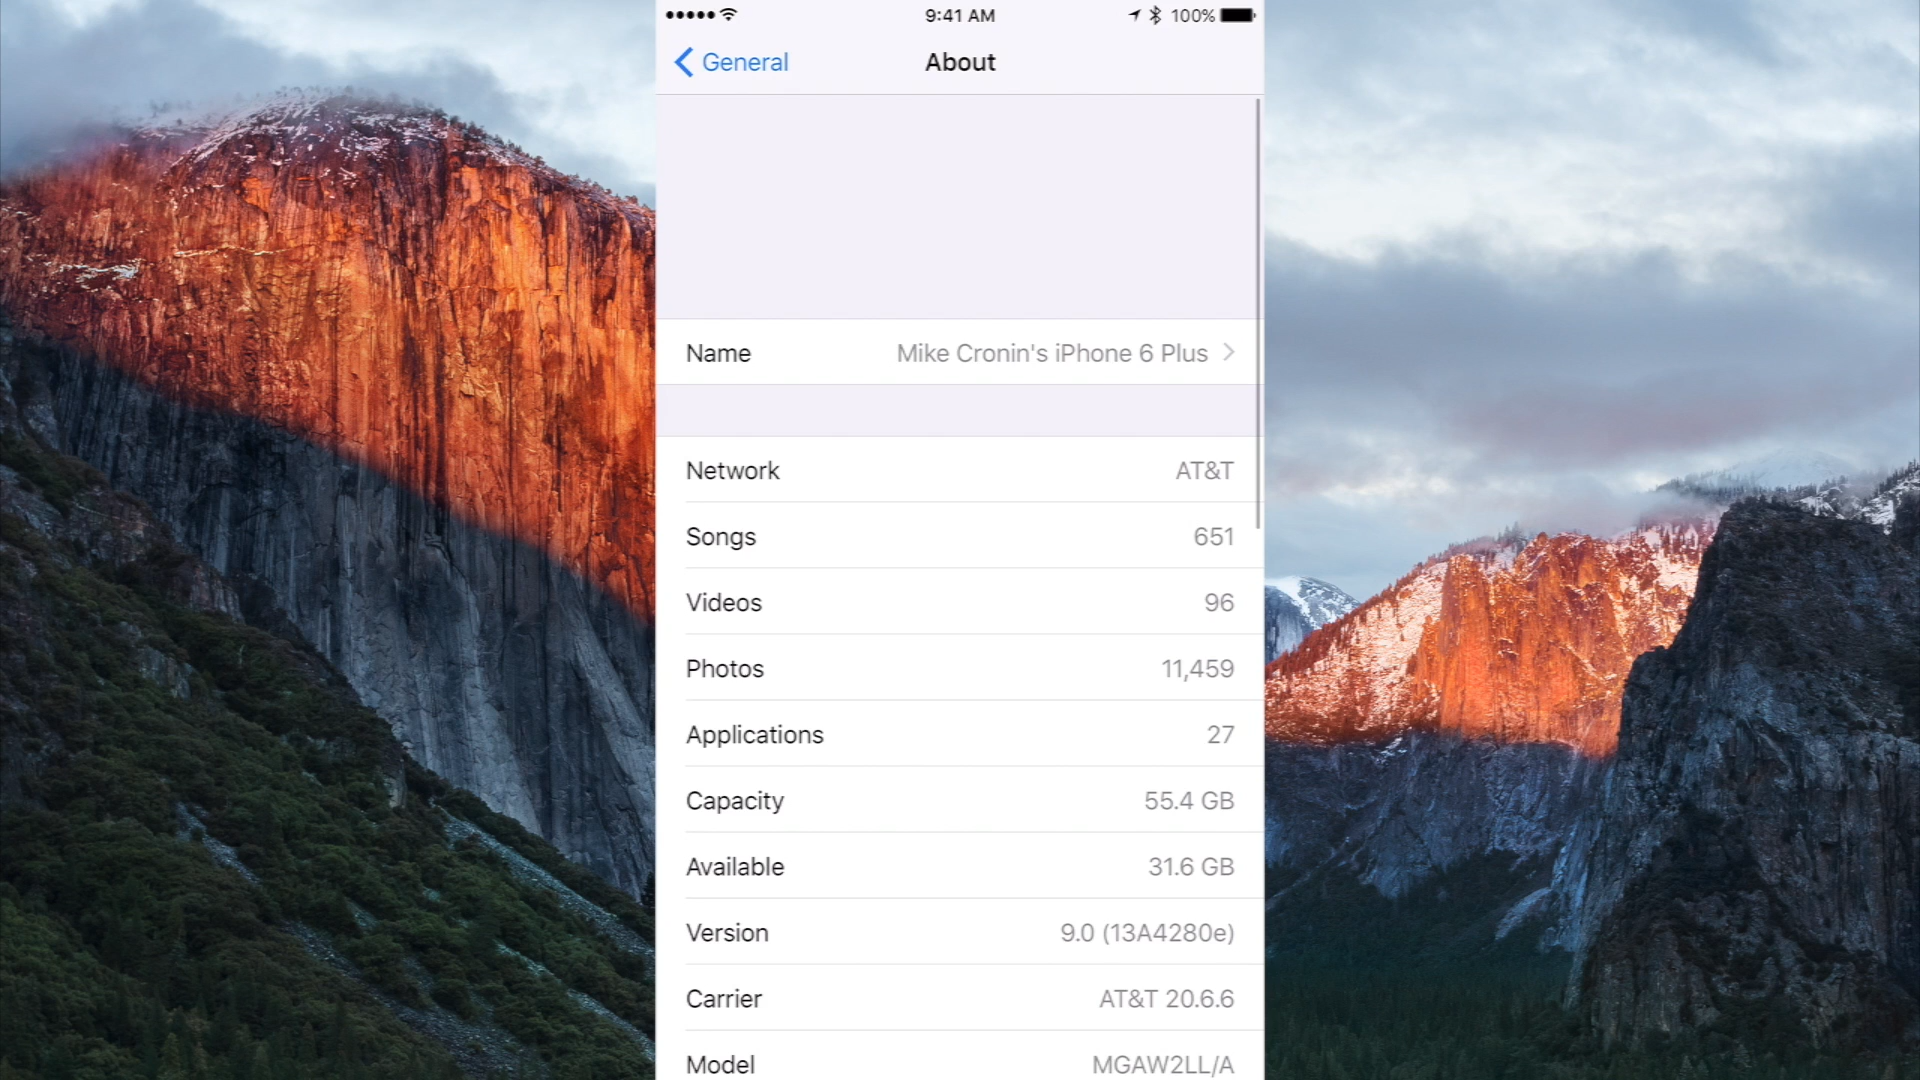 9:41 AM 100%
General About
Name Mike Cronin's iPhone 6 Plus
Network AT&T
Songs 651
Videos 96
Photos 11,459
Applications 27
Capacity 55.4 GB
Available 31.6 GB
Version 9.0 (13A4280e)
Carrier AT&T 20.6.6
Model MGAW2LL/A